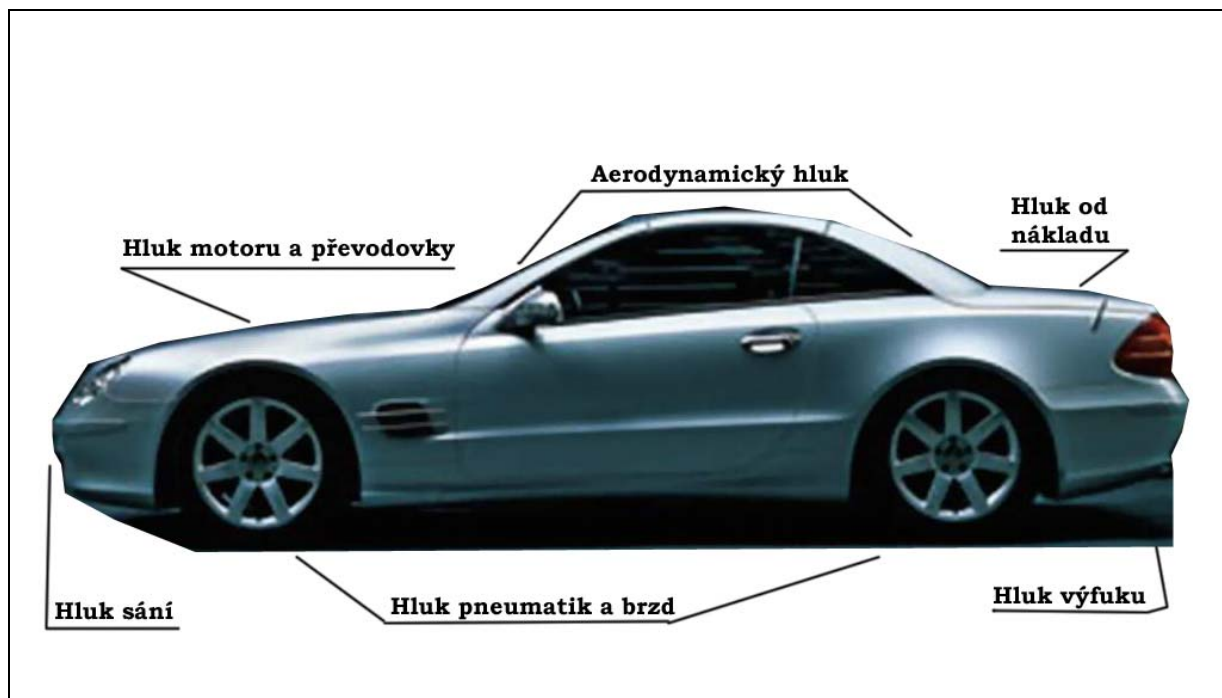 Aerodynamický hluk
Hluk od
nákladu
Hluk motoru a převodovky
Hluk sání
Hluk pneumatik a brzd
Hluk výfuku